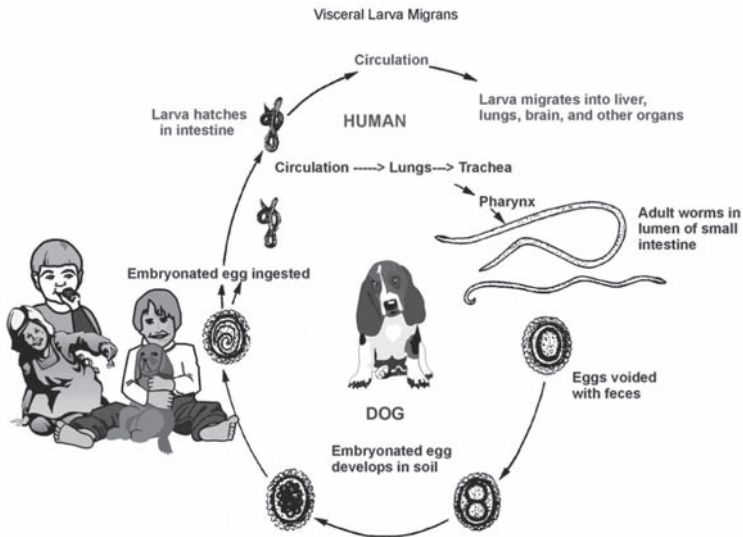 Visceral Larva Migrans
Circulation
Larva hatches
in intestine
Larva migrates into liver,
lungs, brain, and other organs
HUMAN
Circulation -----> Lungs---> Trachea
Pharynx
Adult worms in
lumen of small
intestine
Embryonated egg ingested
Eggs voided
with feces
DOG
Embryonated egg
develops in soil